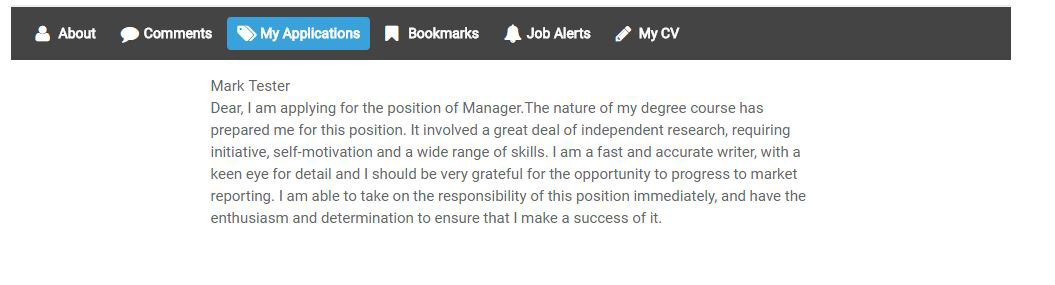 About Comments My Applications Bookmarks Job Alerts My CV
Mark Tester
Dear, I am applying for the position of Manager.The nature of my degree course has
prepared me for this position. It involved a great deal of independent research, requiring
initiative, self-motivation and a wide range of skills. I am a fast and accurate writer, with a
keen eye for detail and I should be very grateful for the opportunity to progress to market
reporting. I am able to take on the responsibility of this position immediately, and have the
enthusiasm and determination to ensure that I make a success of it.